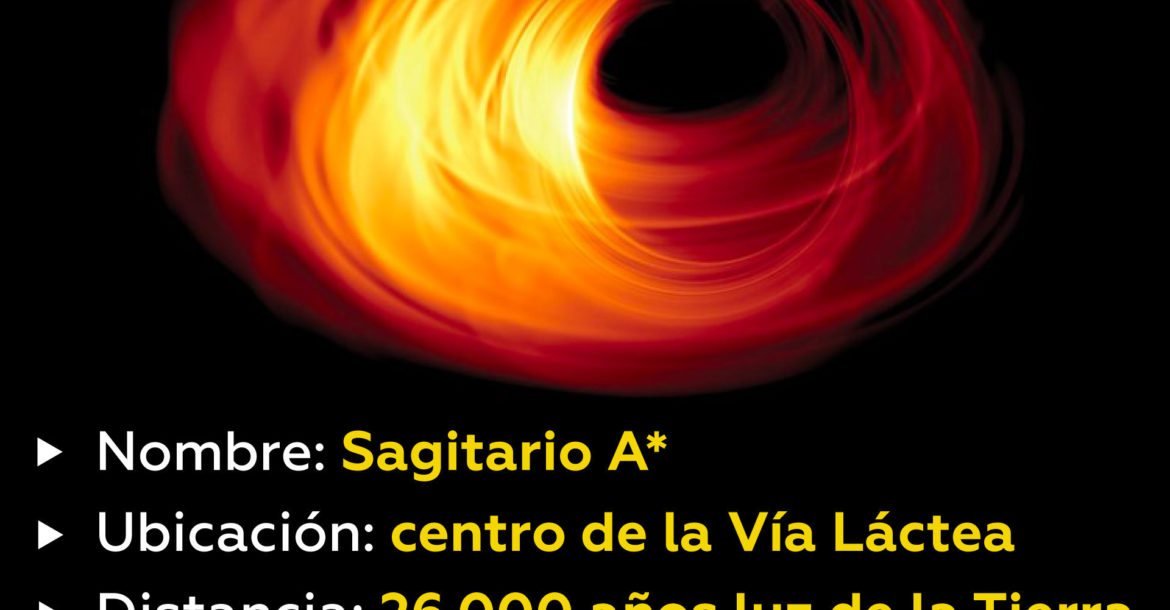 Nombre: Sagitario A*
Ubicación: centro de la Vía Láctea
Distancia: 26.000 años luz de la Tierra